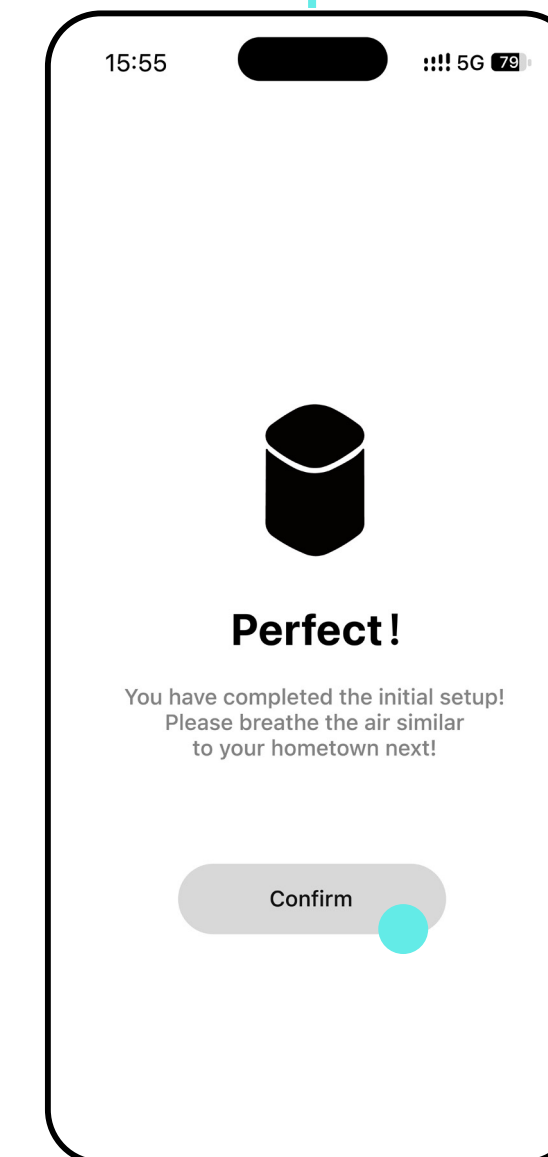 15:55 5G 79
Perfect!
You have completed the initial setup!
Please breathe the air similar
to your hometown next!
Confirm